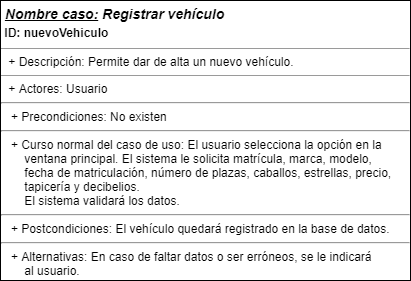 Nombre caso: Registrar vehículo
ID: nuevoVehiculo
+ Descripción: Permite dar de alta un nuevo vehículo.
+ Actores: Usuario
+ Precondiciones: No existen
+ Curso normal del caso de uso: El usuario selecciona la opción en la
ventana principal. El sistema le solicita matrícula, marca, modelo,
fecha de matriculación, número de plazas, caballos, estrellas, precio,
tapicería y decibelios.
El sistema validará los datos.
+ Postcondiciones: El vehículo quedará registrado en la base de datos.
+ Alternativas: En caso de faltar datos o ser erróneos, se le indicará
al usuario.